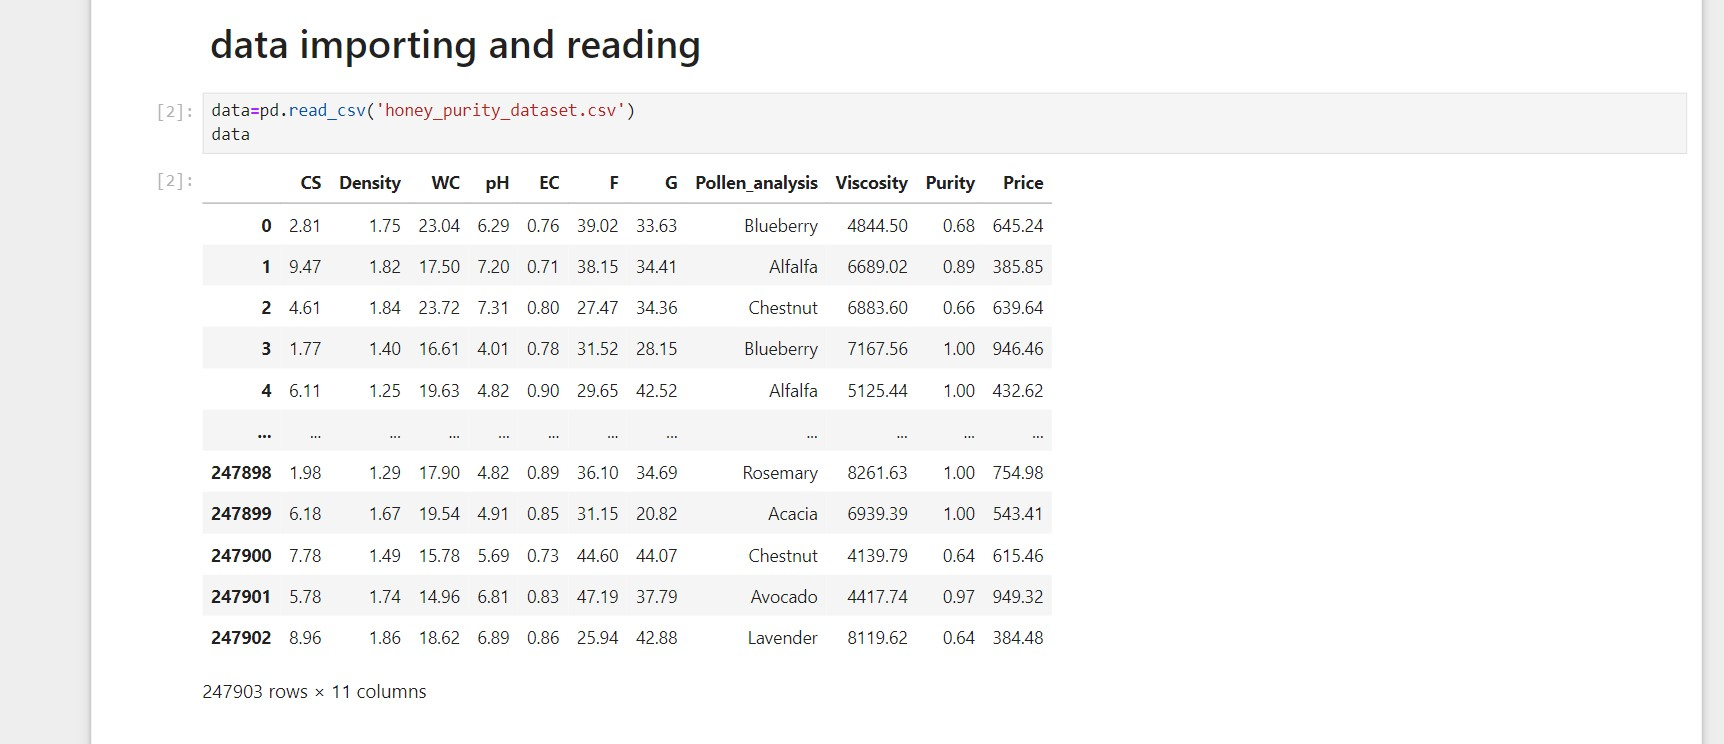 data importing and reading
[2]: data=pd.read_csv('honey_purity_dataset.csv')
data
[2]: CS Density WC pH EC F G Pollen_analysis Viscosity Purity Price
0 2.81 1.75 23.04 6.29 0.76 39.02 33.63 Blueberry 4844.50 0.68 645.24
1 9.47 1.82 17.50 7.20 0.71 38.15 34.41 Alfalfa 6689.02 0.89 385.85
2 4.61 1.84 23.72 7.31 0.80 27.47 34.36 Chestnut 6883.60 0.66 639.64
3 1.77 1.40 16.61 4.01 0.78 31.52 28.15 Blueberry 7167.56 1.00 946.46
4 6.11 1.25 19.63 4.82 0.90 29.65 42.52 Alfalfa 5125.44 1.00 432.62
... ... ... ... ... ... ... ... ... ... ... ...
247898 1.98 1.29 17.90 4.82 0.89 36.10 34.69 Rosemary 8261.63 1.00 754.98
247899 6.18 1.67 19.54 4.91 0.85 31.15 20.82 Acacia 6939.39 1.00 543.41
247900 7.78 1.49 15.78 5.69 0.73 44.60 44.07 Chestnut 4139.79 0.64 615.46
247901 5.78 1.74 14.96 6.81 0.83 47.19 37.79 Avocado 4417.74 0.97 949.32
247902 8.96 1.86 18.62 6.89 0.86 25.94 42.88 Lavender 8119.62 0.64 384.48
247903 rows × 11 columns